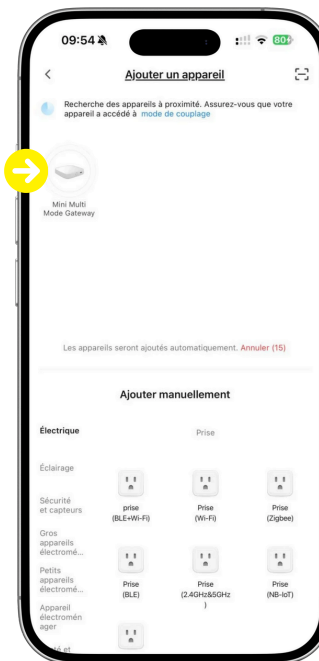 09:54
80
Ajouter un appareil
Recherche des appareils à proximité. Assurez-vous que votre
appareil a accédé à mode de couplage
Mini Multi
Mode Gateway
Les appareils seront ajoutés automatiquement. Annuler (15)
Ajouter manuellement
Électrique
Prise
Éclairage
Sécurité
et capteurs
Gros
appareils
électromé...
Petits
appareils
électromé...
Appareil
électromén
ager
prise
(BLE+Wi-Fi)
Prise
(Wi-Fi)
Prise
(Zigbee)
Prise
(BLE)
Prise
(2.4GHz&5GHz
)
Prise
(NB-IoT)
et